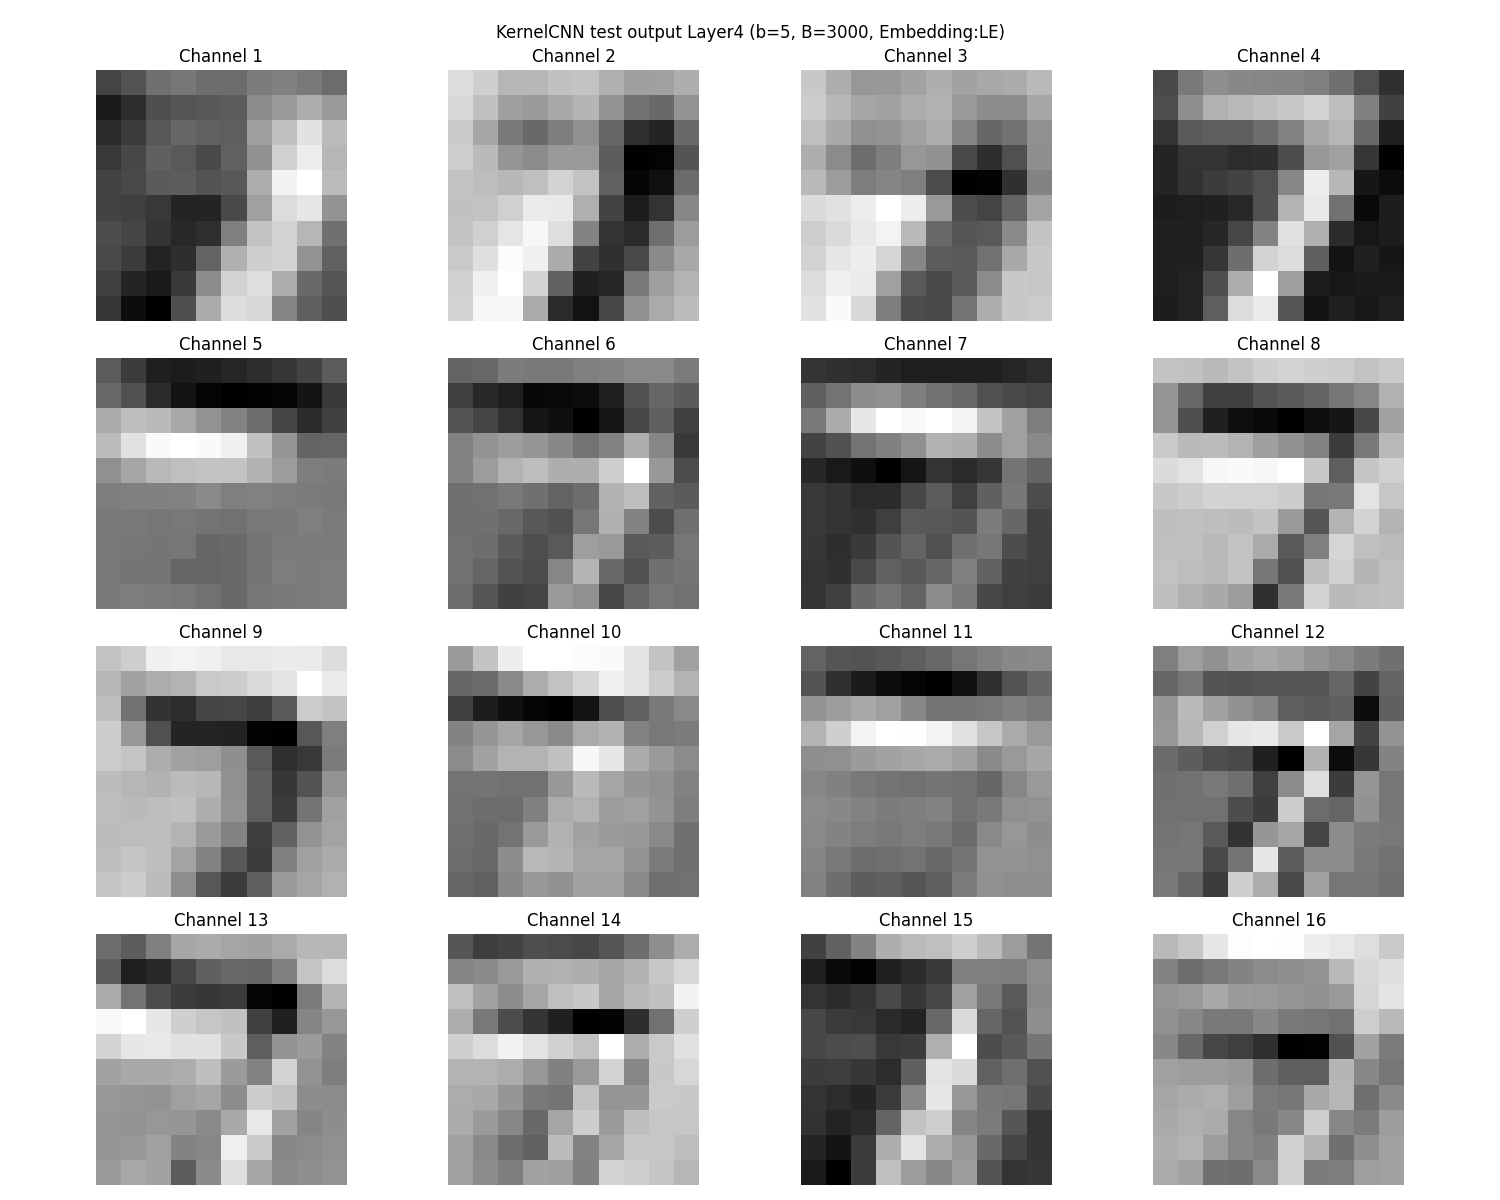 KernelCNN test output Layer4 (b=5, B=3000, Embedding:LE)
Channel 1 Channel 2 Channel 3 Channel 4
Channel 5 Channel 6 Channel 7 Channel 8
Channel 9 Channel 10 Channel 11 Channel 12
Channel 13 Channel 14 Channel 15 Channel 16